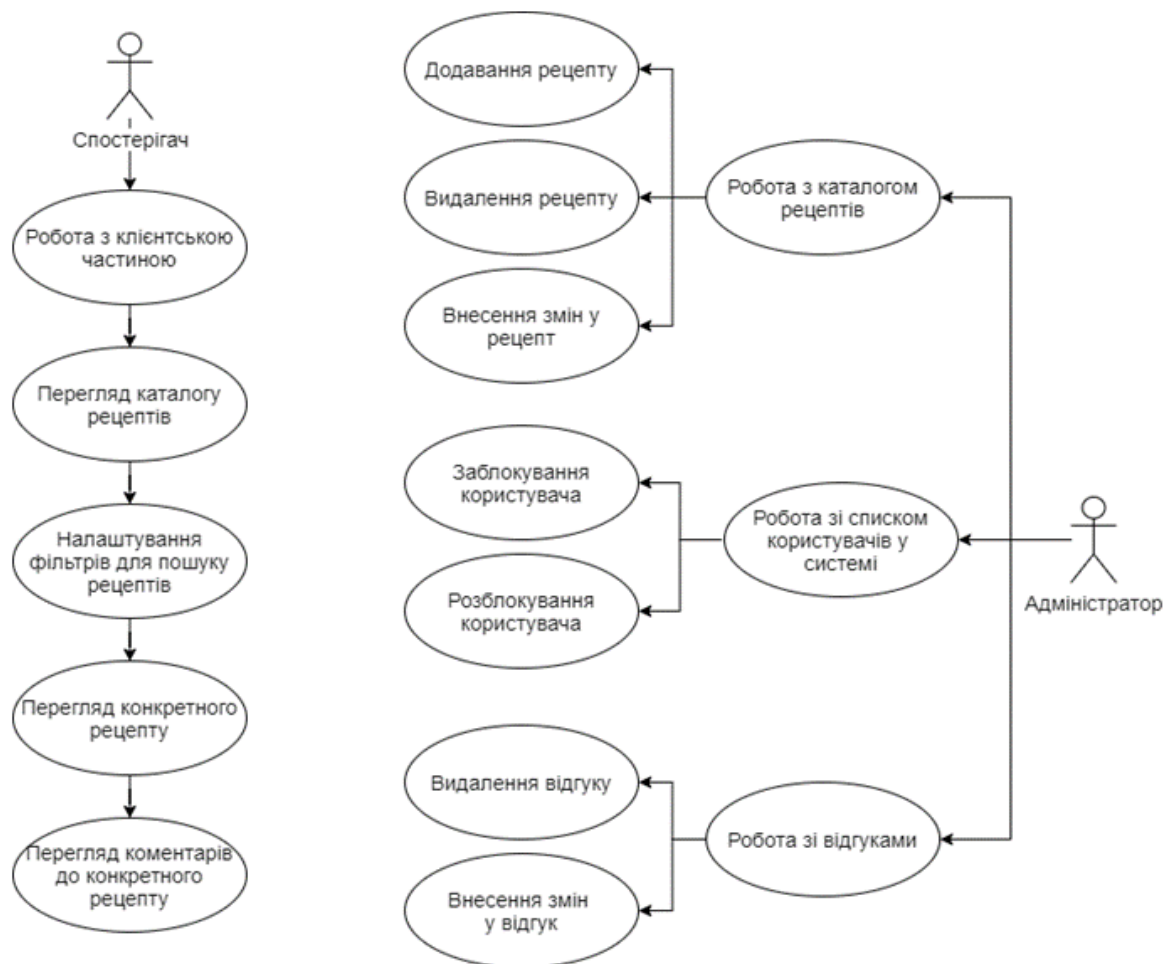 Спостерігач
Робота з клієнтською
частиною
Перегляд каталогу
рецептів
Налаштування
фільтрів для пошуку
рецептів
Перегляд конкретного
рецепту
Перегляд коментарів
до конкретного
рецепту
Додавання рецепту
Видалення рецепту
Внесення змін у
рецепт
Робота з каталогом
рецептів
Заблокування
користувача
Розблокування
користувача
Робота зі списком
користувачів у
системі
Адміністратор
Видалення відгуку
Внесення змін
у відгук
Робота зі відгуками